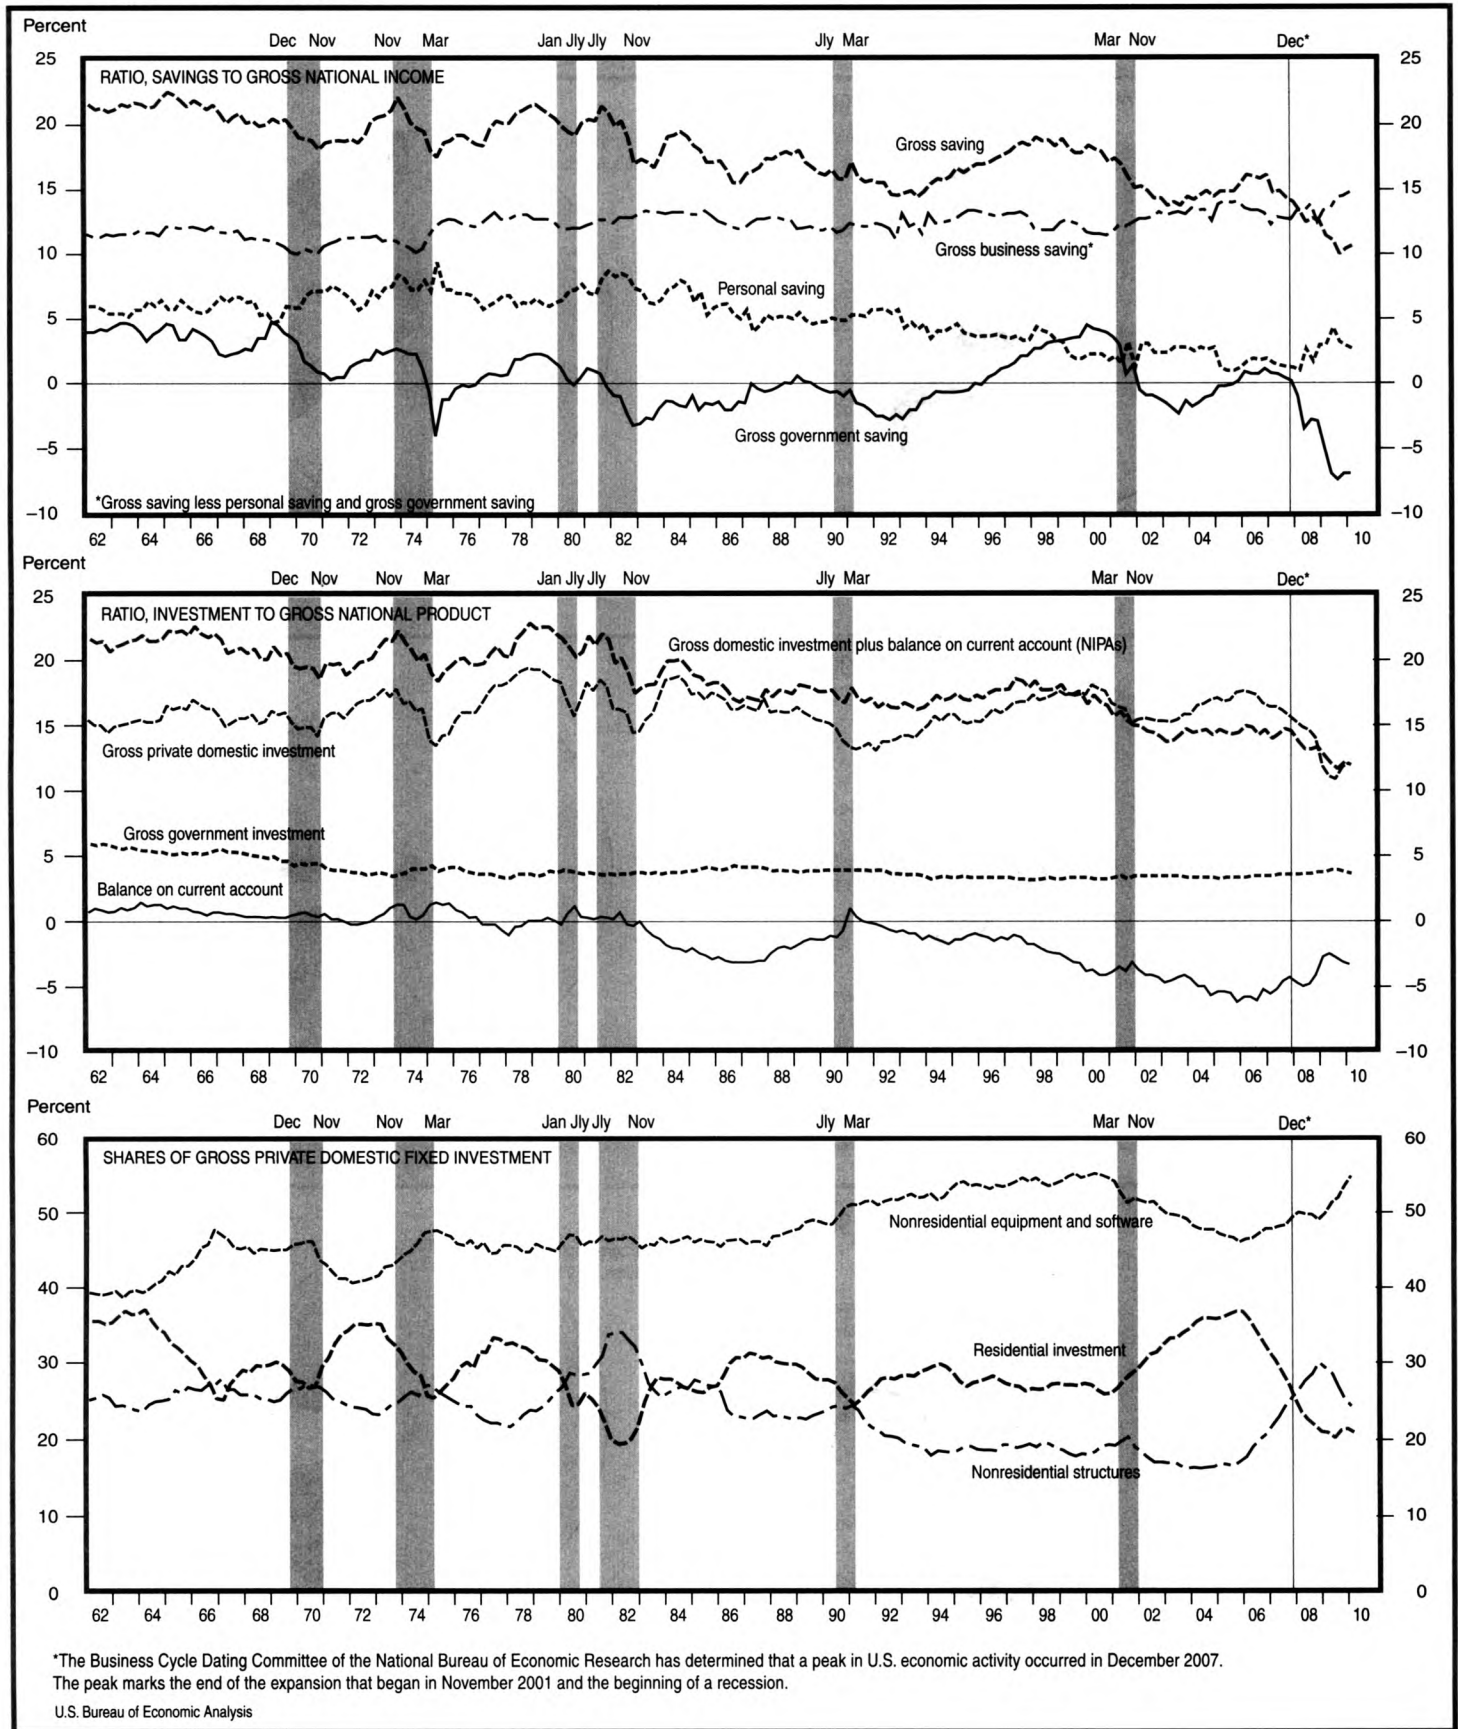 Percent
Dec Nov Nov Mar Jan Jly Jly Nov Jly Mar Mar Nov Dec*
25 25
RATIO, SAVINGS TO GROSS NATIONAL INCOME
20 20
Gross saving
15 15
Gross business saving*
10 10
Personal saving
5 5
0 0
Gross government saving
–5 –5
*Gross saving less personal saving and gross government saving
–10 –10
62 64 66 68 70 72 74 76 78 80 82 84 86 88 90 92 94 96 98 00 02 04 06 08 10
Percent
Dec Nov Nov Mar Jan Jly Jly Nov Jly Mar Mar Nov Dec*
25 25
RATIO, INVESTMENT TO GROSS NATIONAL PRODUCT
Gross domestic investment plus balance on current account (NIPAs)
20 20
15 15
Gross private domestic investment
10 10
Gross government investment
5 5
Balance on current account
0 0
–5 –5
–10 –10
62 64 66 68 70 72 74 76 78 80 82 84 86 88 90 92 94 96 98 00 02 04 06 08 10
Percent
Dec Nov Nov Mar Jan Jly Jly Nov Jly Mar Mar Nov Dec*
60 60
SHARES OF GROSS PRIVATE DOMESTIC FIXED INVESTMENT
50 50
Nonresidential equipment and software
40 40
Residential investment
30 30
20 20
Nonresidential structures
10 10
0 0
62 64 66 68 70 72 74 76 78 80 82 84 86 88 90 92 94 96 98 00 02 04 06 08 10
*The Business Cycle Dating Committee of the National Bureau of Economic Research has determined that a peak in U.S. economic activity occurred in December 2007.
The peak marks the end of the expansion that began in November 2001 and the beginning of a recession.
U.S. Bureau of Economic Analysis